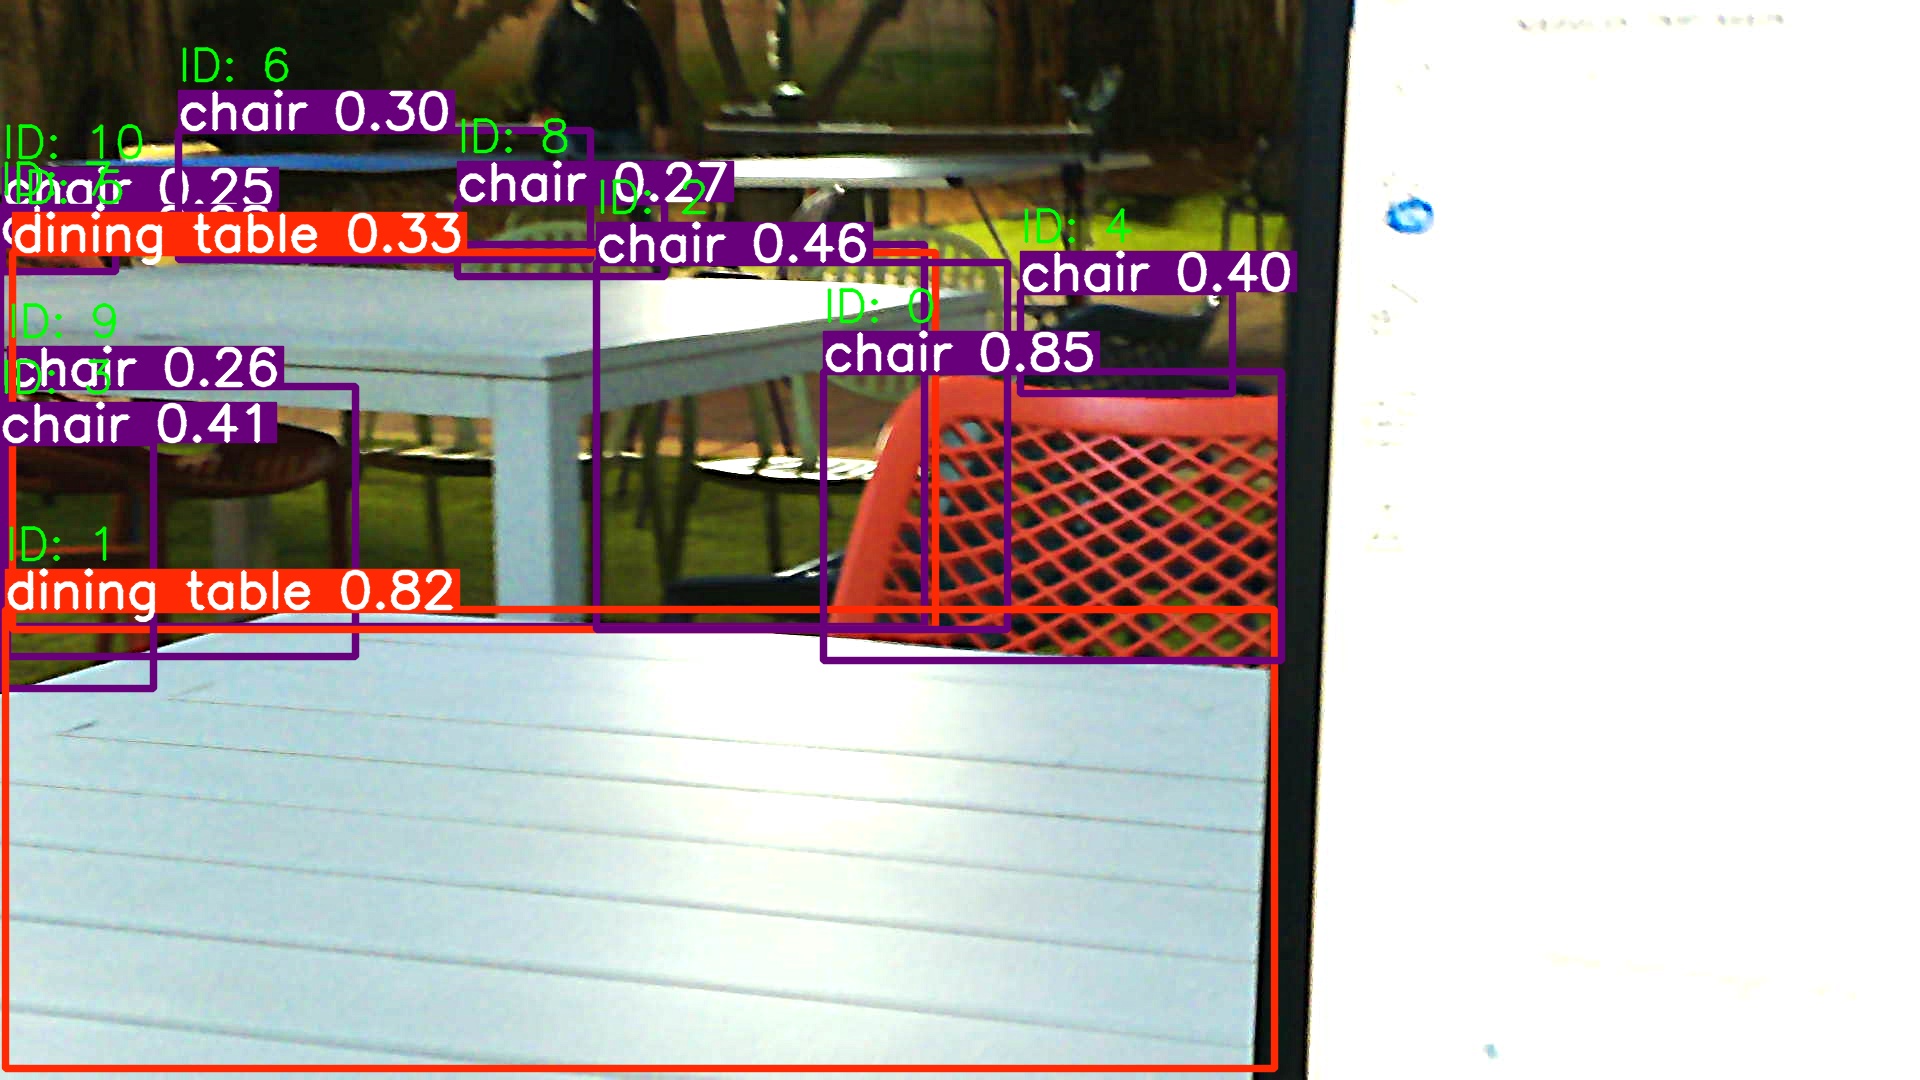 ID: 6
chair 0.30
ID: 10
ID: 8
chair 0.25
chair 0.27
ID: 2
dining table 0.33
chair 0.46
ID: 4
chair 0.40
ID: 9
ID: 0
chair 0.26
chair 0.85
ID: 3
chair 0.41
ID: 1
dining table 0.82